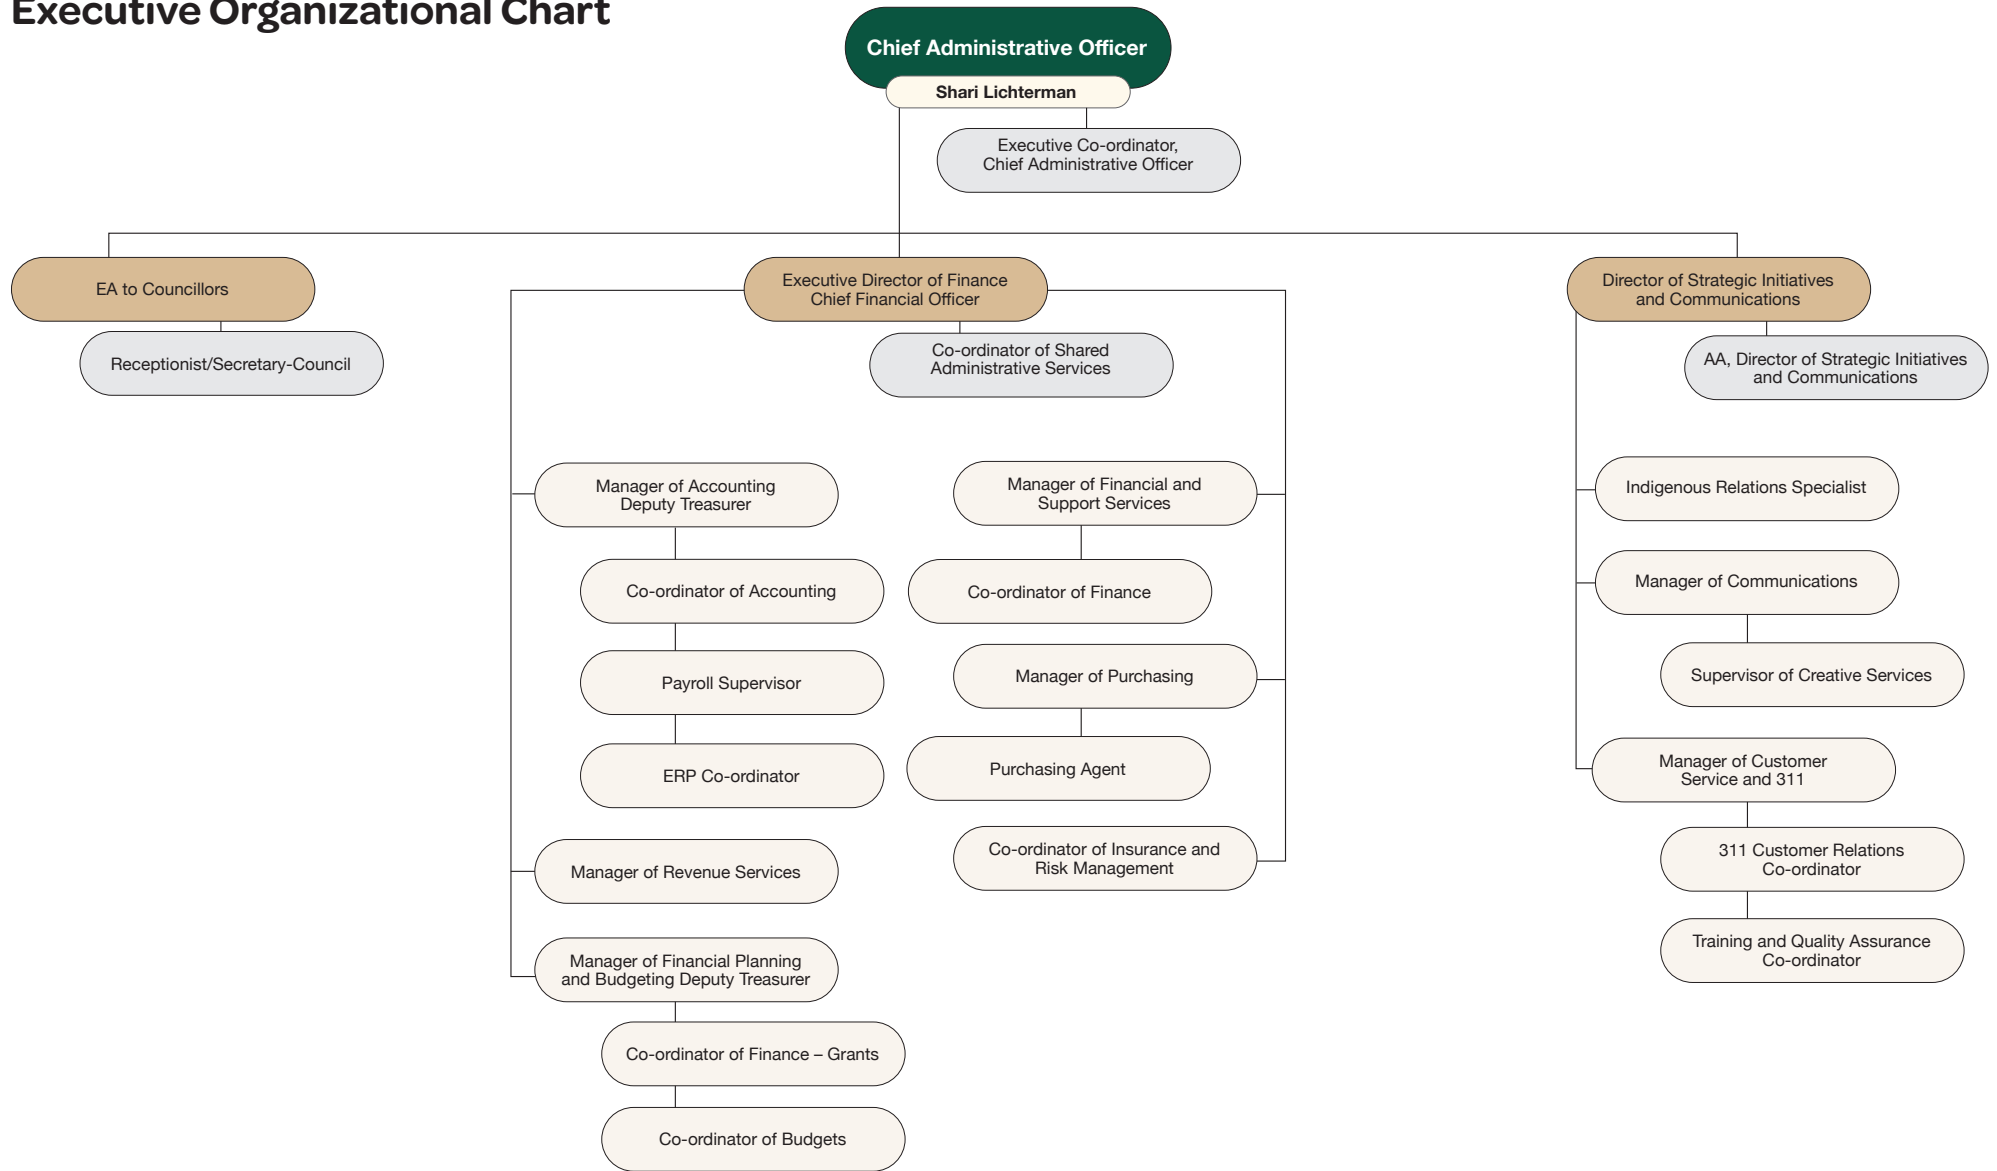 Executive Organizational Chart
Chief Administrative Officer
Shari Lichterman
Executive Co-ordinator,
Chief Administrative Officer
EA to Councillors
Receptionist/Secretary-Council
Executive Director of Finance
Chief Financial Officer
Co-ordinator of Shared
Administrative Services
Manager of Accounting
Deputy Treasurer
Co-ordinator of Accounting
Payroll Supervisor
ERP Co-ordinator
Manager of Revenue Services
Manager of Financial Planning
and Budgeting Deputy Treasurer
Co-ordinator of Finance – Grants
Co-ordinator of Budgets
Manager of Financial and
Support Services
Co-ordinator of Finance
Manager of Purchasing
Purchasing Agent
Co-ordinator of Insurance and
Risk Management
Director of Strategic Initiatives
and Communications
AA, Director of Strategic Initiatives
and Communications
Indigenous Relations Specialist
Manager of Communications
Supervisor of Creative Services
Manager of Customer
Service and 311
311 Customer Relations
Co-ordinator
Training and Quality Assurance
Co-ordinator